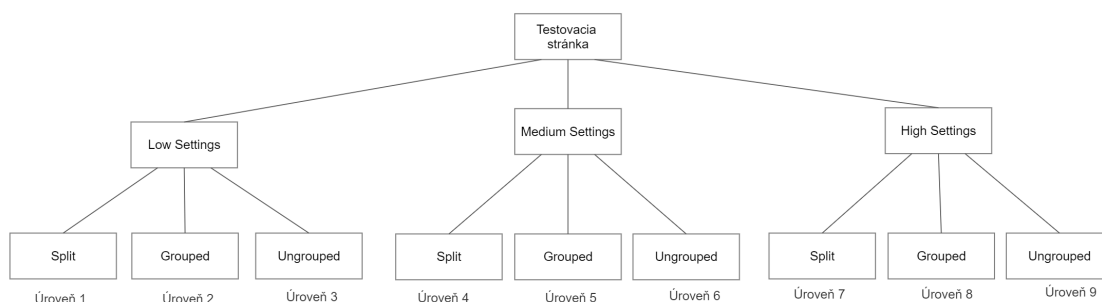 Testovacia
stránka
Low Settings
Medium Settings
High Settings
Split
Grouped
Ungrouped
Split
Grouped
Ungrouped
Split
Grouped
Ungrouped
Úroveň 1
Úroveň 2
Úroveň 3
Úroveň 4
Úroveň 5
Úroveň 6
Úroveň 7
Úroveň 8
Úroveň 9